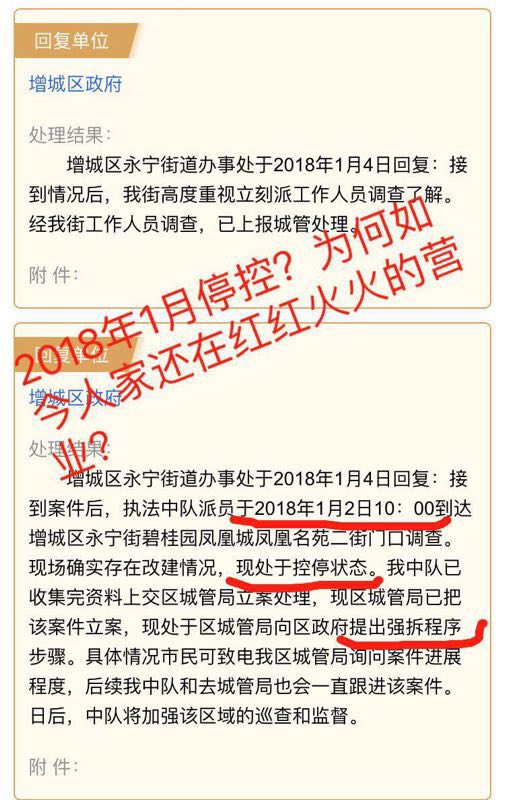 回复单位
增城区政府
处理结果：
增城区永宁街道办事处于2018年1月4日回复：接
到情况后，我街高度重视立刻派工作人员调查了解。
经我街工作人员调查，已上报城管处理。
附 件：
2018年1月停控？为何如
今人家还在红红火火的营
业？
回复单位
增城区政府
处理结果：
增城区永宁街道办事处于2018年1月4日回复：接
到案件后，执法中队派员于2018年1月2日10：00到达
增城区永宁街碧桂园凤凰城凤凰名苑二街门口调查。
现场确实存在改建情况，现处于控停状态。我中队已
收集完资料上交区城管局立案处理，现区城管局已把
该案件立案，现处于区城管局向区政府提出强拆程序
步骤。具体情况市民可致电我区城管局询问案件进展
程度，后续我中队和去城管局也会一直跟进该案件。
日后，中队将加强该区域的巡查和监督。
附 件：